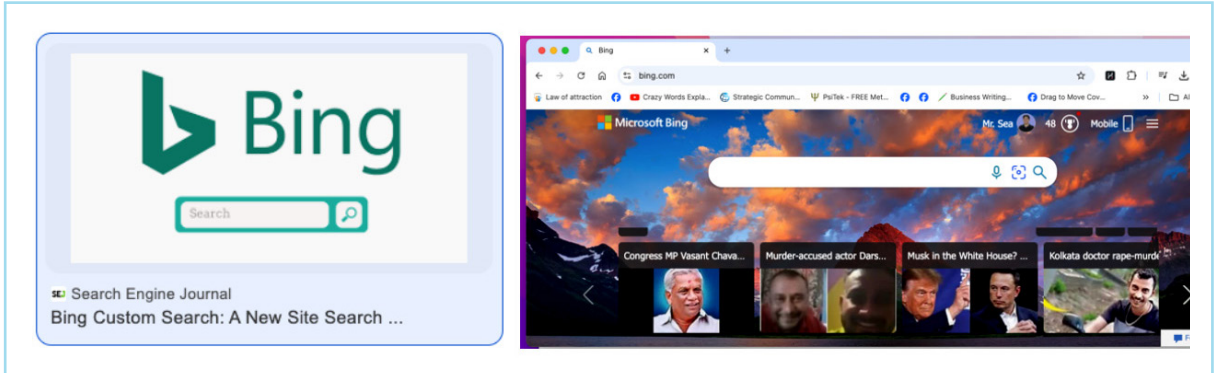 Bing
Search
Search Engine Journal
Bing Custom Search: A New Site Search ...
Bing
bing.com
Law of attraction Crazy Words Expla... Strategic Commun... PsiTek - FREE Met... Business Writing... Drag to Move Cov... » Al
Microsoft Bing Mr. Sea 48 Mobile
Congress MP Vasant Chava... Murder-accused actor Dars... Musk in the White House? ... Kolkata doctor rape-murde